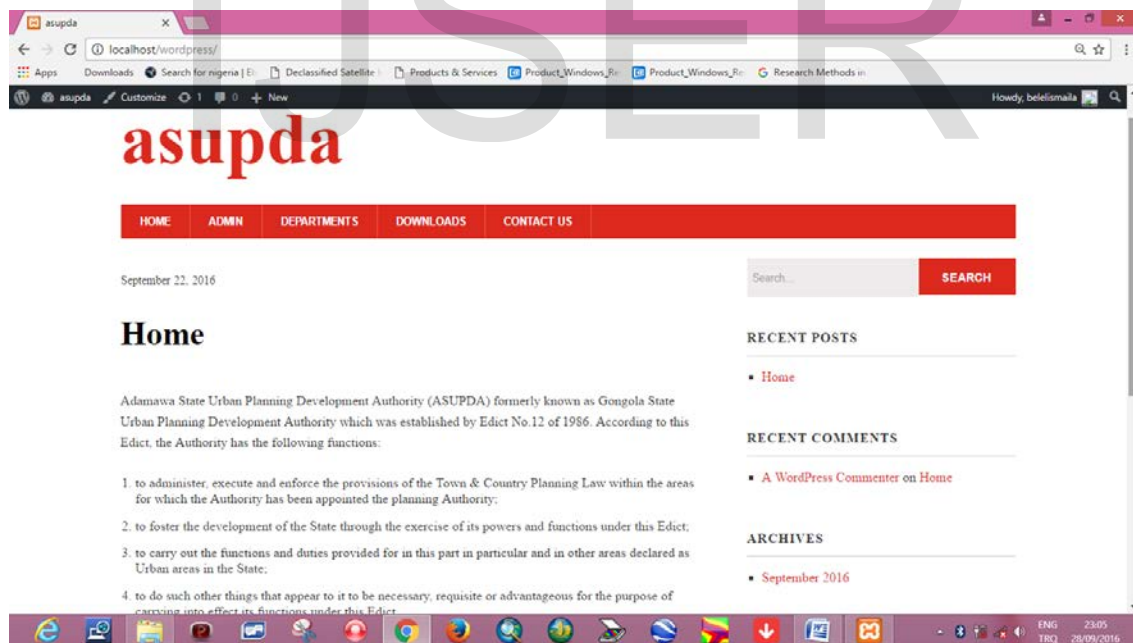 IJSER
asupda
localhost/wordpress/
Apps Downloads Search for nigeria | Ea Declassified Satellite I Products & Services Product_Windows_Re Product_Windows_Re Research Methods in
asupda Customize 1 0 + New Howdy, belelismaila
asupda
HOME ADMIN DEPARTMENTS DOWNLOADS CONTACT US
September 22, 2016
Home
Adamawa State Urban Planning Development Authority (ASUPDA) formerly known as Gongola State
Urban Planning Development Authority which was established by Edict No.12 of 1986. According to this
Edict, the Authority has the following functions:
1. to administer, execute and enforce the provisions of the Town & Country Planning Law within the areas
for which the Authority has been appointed the planning Authority;
2. to foster the development of the State through the exercise of its powers and functions under this Edict;
3. to carry out the functions and duties provided for in this part in particular and in other areas declared as
Urban areas in the State;
4. to do such other things that appear to it to be necessary, requisite or advantageous for the purpose of
carrying into effect its functions under this Edict
Search... SEARCH
RECENT POSTS
Home
RECENT COMMENTS
A WordPress Commenter on Home
ARCHIVES
September 2016
ENG 23:05
TRQ 28/09/2016